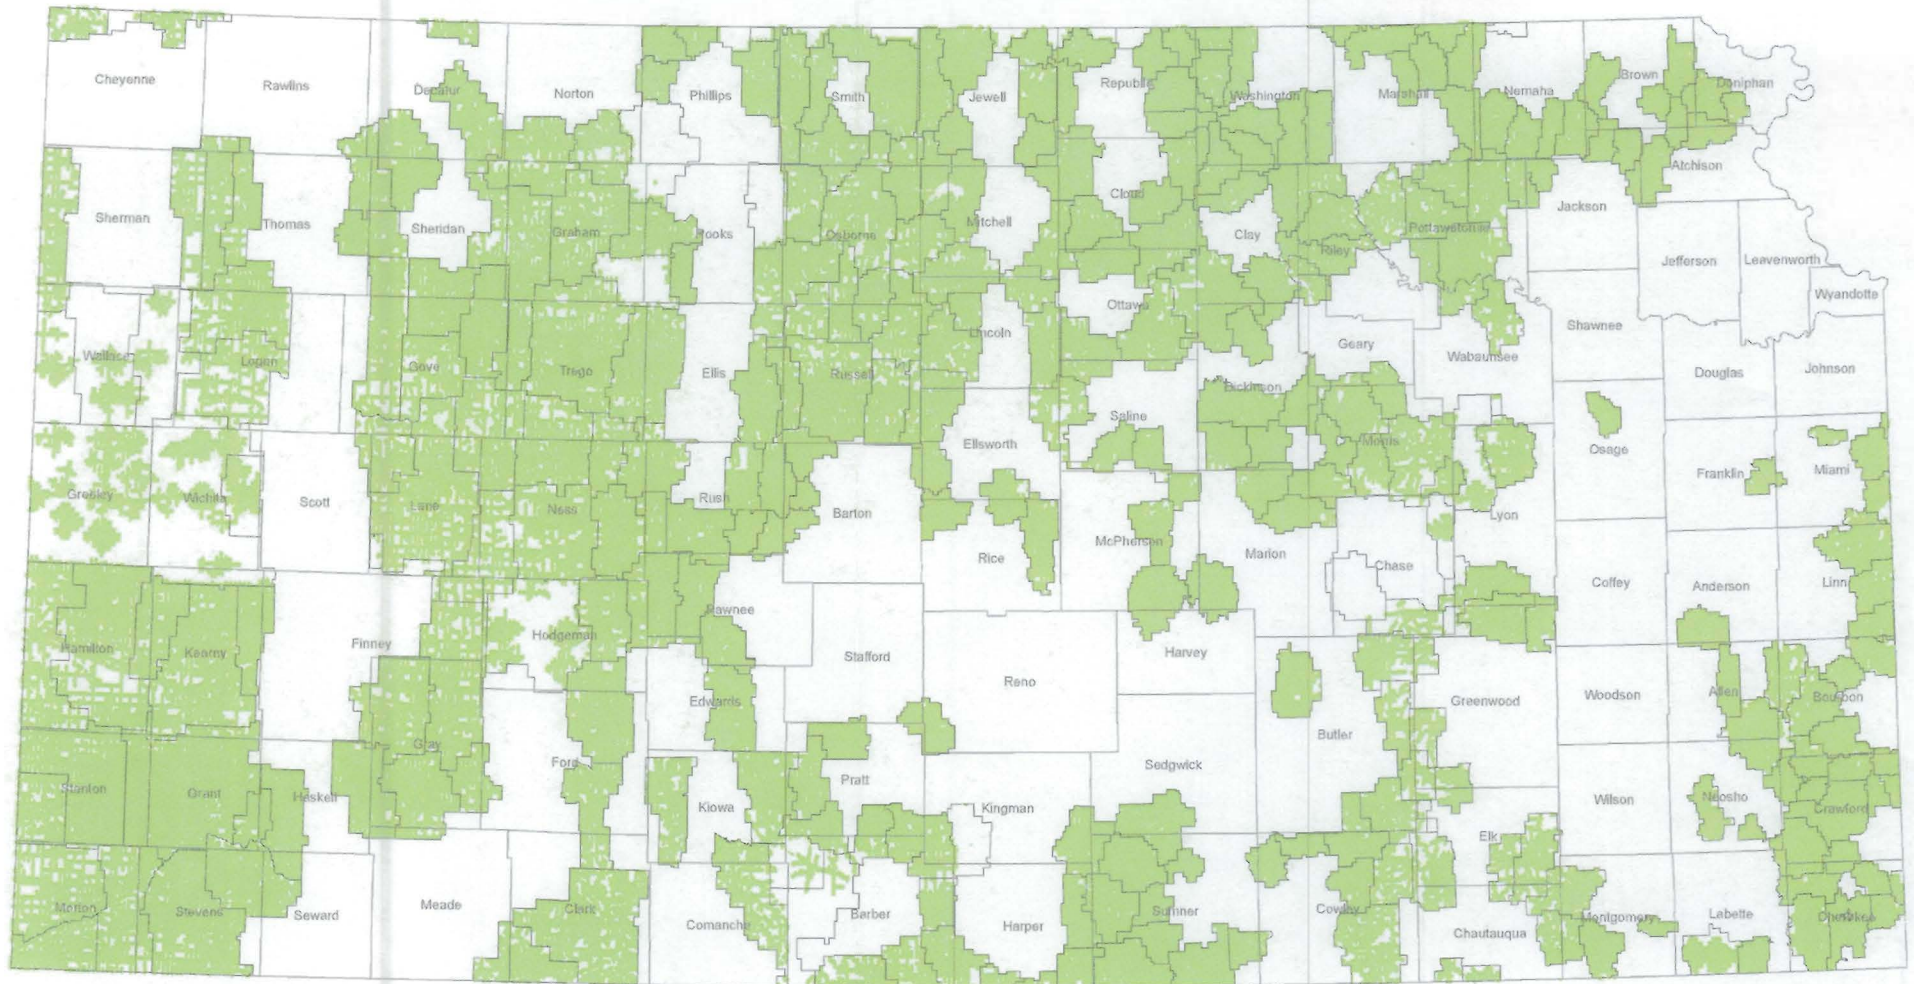 Cheyenne
Rawlins
Decatur
Norton
Phillips
Smith
Jewell
Republic
Washington
Marshall
Nemaha
Brown
Doniphan
Sherman
Thomas
Sheridan
Graham
Rooks
Osborne
Mitchell
Cloud
Clay
Riley
Pottawatomie
Jackson
Atchison
Jefferson
Leavenworth
Wyandotte
Wallace
Logan
Gove
Trego
Ellis
Russell
Lincoln
Ottawa
Saline
Dickinson
Geary
Wabaunsee
Shawnee
Douglas
Johnson
Greeley
Wichita
Scott
Lane
Ness
Rush
Barton
Ellsworth
Rice
McPherson
Marion
Morris
Chase
Lyon
Osage
Franklin
Miami
Coffey
Anderson
Linn
Hamilton
Kearny
Finney
Hodgeman
Pawnee
Stafford
Reno
Harvey
Butler
Greenwood
Woodson
Allen
Bourbon
Stanton
Grant
Haskell
Gray
Ford
Edwards
Kiowa
Pratt
Kingman
Sedgwick
Elk
Wilson
Neosho
Crawford
Morton
Stevens
Seward
Meade
Clark
Comanche
Barber
Harper
Sumner
Cowley
Chautauqua
Montgomery
Labette
Cherokee